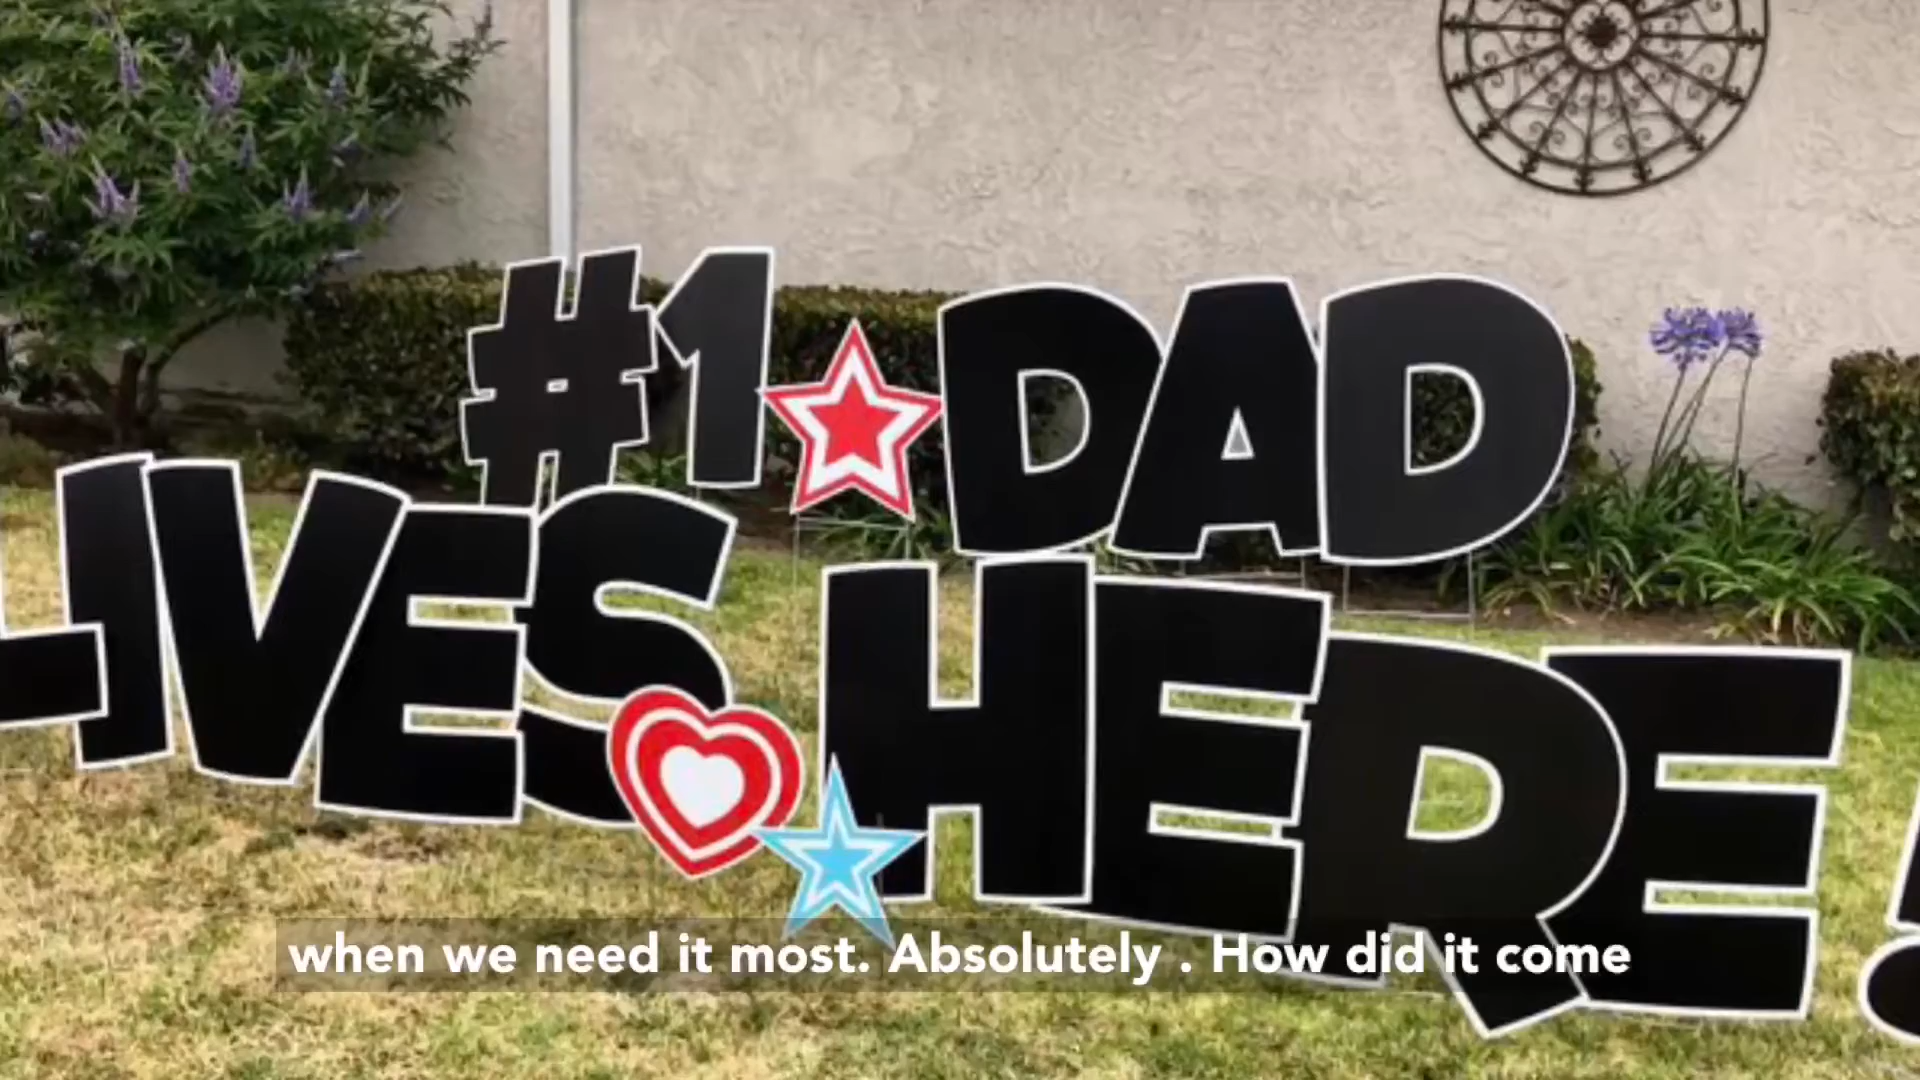 #1 DAD
LIVES HERE!
when we need it most. Absolutely . How did it come